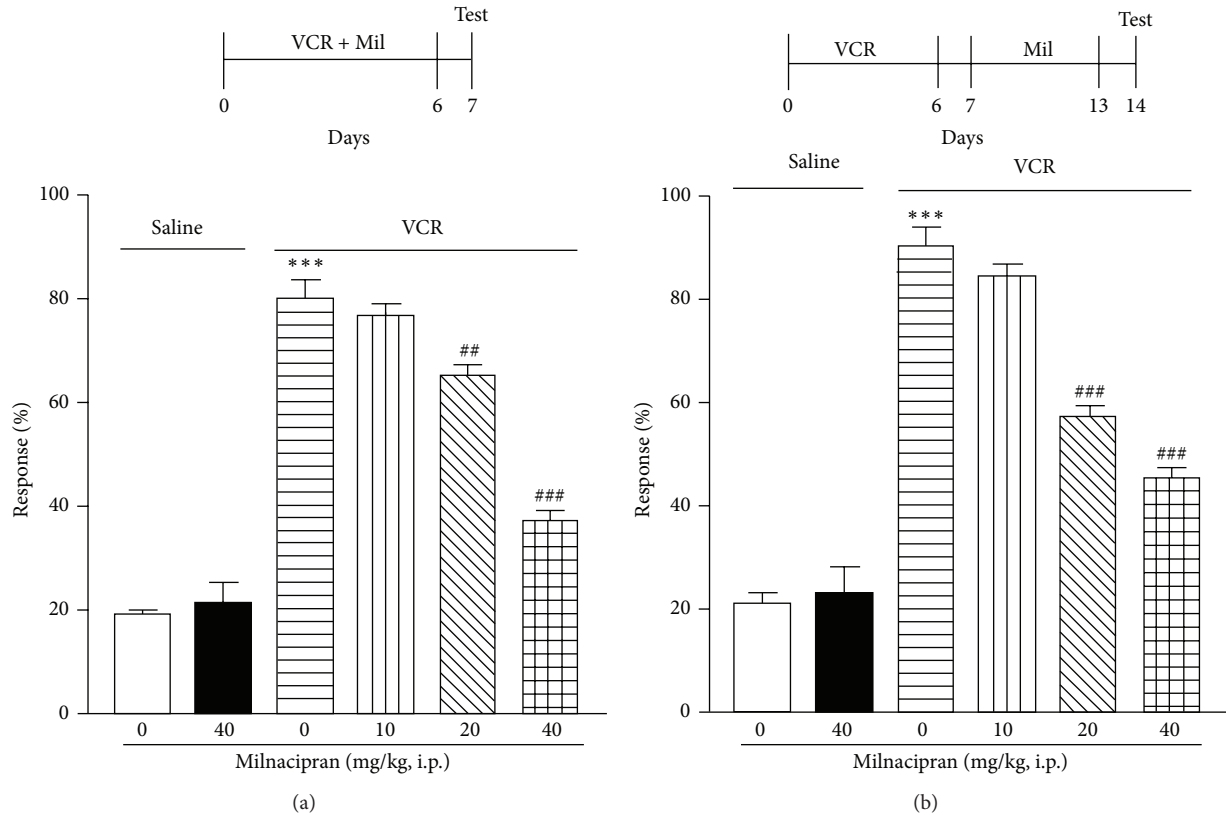 Test
VCR + Mil
0 6 7
Days
Saline
VCR
***
##
###
Response (%)
100
80
60
40
20
0
0 40 0 10 20 40
Milnacipran (mg/kg, i.p.)
(a)
Test
VCR Mil
0 6 7 13 14
Days
Saline
VCR
***
###
###
Response (%)
100
80
60
40
20
0
0 40 0 10 20 40
Milnacipran (mg/kg, i.p.)
(b)